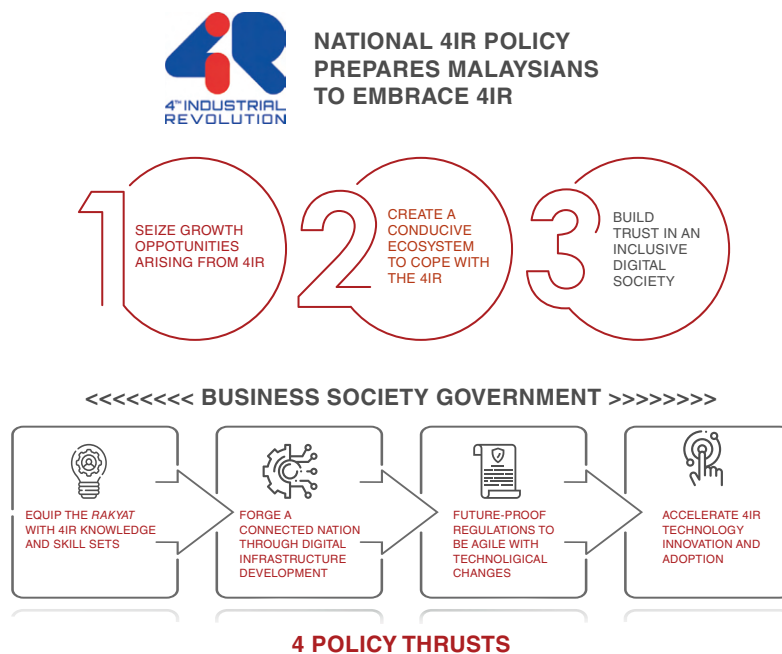 4IR
4TH INDUSTRIAL
REVOLUTION
NATIONAL 4IR POLICY
PREPARES MALAYSIANS
TO EMBRACE 4IR
1
SEIZE GROWTH
OPPOTUNITIES
ARISING FROM 4IR
2
CREATE A
CONDUCIVE
ECOSYSTEM
TO COPE WITH
THE 4IR
3
BUILD
TRUST IN AN
INCLUSIVE
DIGITAL
SOCIETY
<<<<<<<< BUSINESS SOCIETY GOVERNMENT >>>>>>>>
EQUIP THE RAKYAT
WITH 4IR KNOWLEDGE
AND SKILL SETS
FORGE A
CONNECTED NATION
THROUGH DIGITAL
INFRASTRUCTURE
DEVELOPMENT
FUTURE-PROOF
REGULATIONS TO
BE AGILE WITH
TECHNOLIGICAL
CHANGES
ACCELERATE 4IR
TECHNOLOGY
INNOVATION AND
ADOPTION
4 POLICY THRUSTS